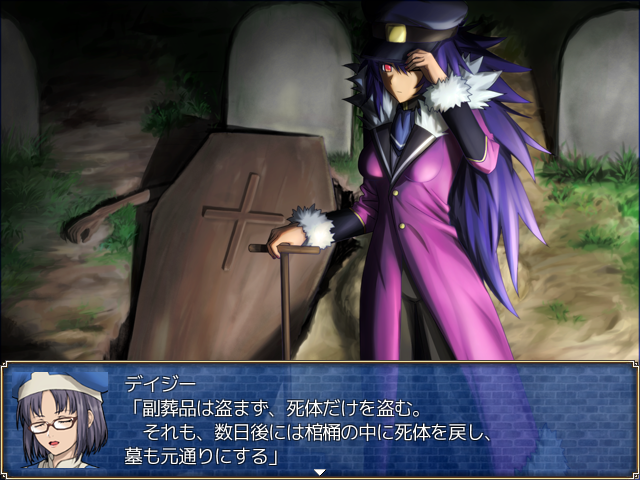 デイジー
「副葬品は盗まず、死体だけを盗む。
それも、数日後には棺桶の中に死体を戻し、
墓も元通りにする」